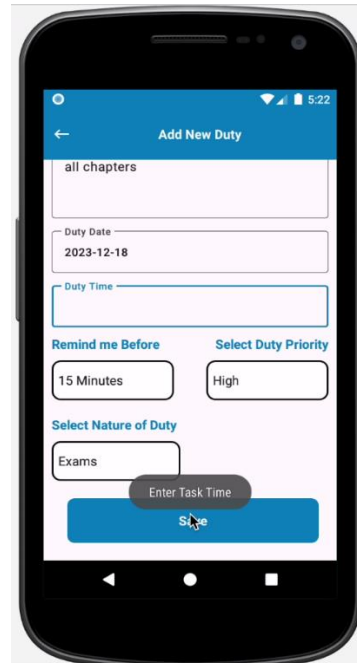 5:22
Add New Duty
all chapters
Duty Date
2023-12-18
Duty Time
Remind me Before Select Duty Priority
15 Minutes High
Select Nature of Duty
Exams
Enter Task Time
Save